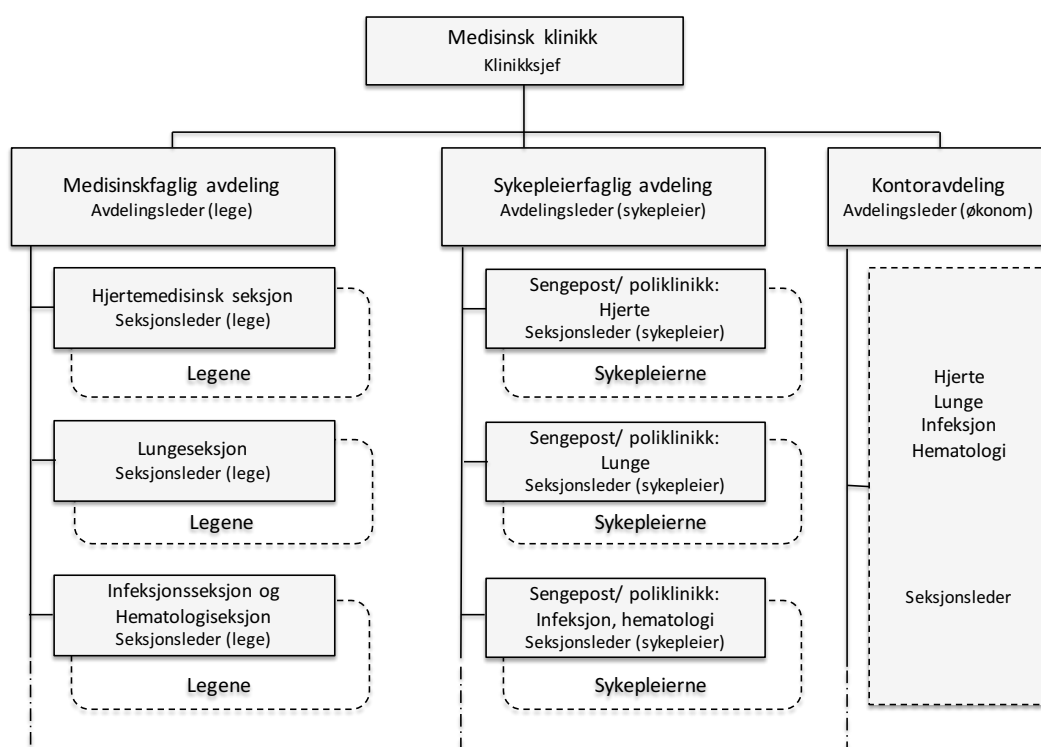 Medisinsk klinikk
Klinikksjef
Medisinskfaglig avdeling
Avdelingsleder (lege)
Sykepleierfaglig avdeling
Avdelingsleder (sykepleier)
Kontoravdeling
Avdelingsleder (økonom)
Hjertemedisinsk seksjon
Seksjonsleder (lege)
Legene
Lungeseksjon
Seksjonsleder (lege)
Legene
Infeksjonsseksjon og
Hematologiseksjon
Seksjonsleder (lege)
Legene
Sengepost/ poliklinikk:
Hjerte
Seksjonsleder (sykepleier)
Sykepleierne
Sengepost/ poliklinikk:
Lunge
Seksjonsleder (sykepleier)
Sykepleierne
Sengepost/ poliklinikk:
Infeksjon, hematologi
Seksjonsleder (sykepleier)
Sykepleierne
Hjerte
Lunge
Infeksjon
Hematologi
Seksjonsleder